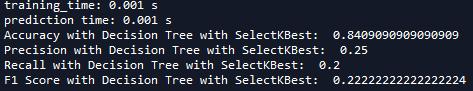 training_time: 0.001 s
prediction time: 0.001 s
Accuracy with Decision Tree with SelectKBest:  0.8409090909090909
Precision with Decision Tree with SelectKBest:  0.25
Recall with Decision Tree with SelectKBest:  0.2
F1 Score with Decision Tree with SelectKBest:  0.22222222222222224